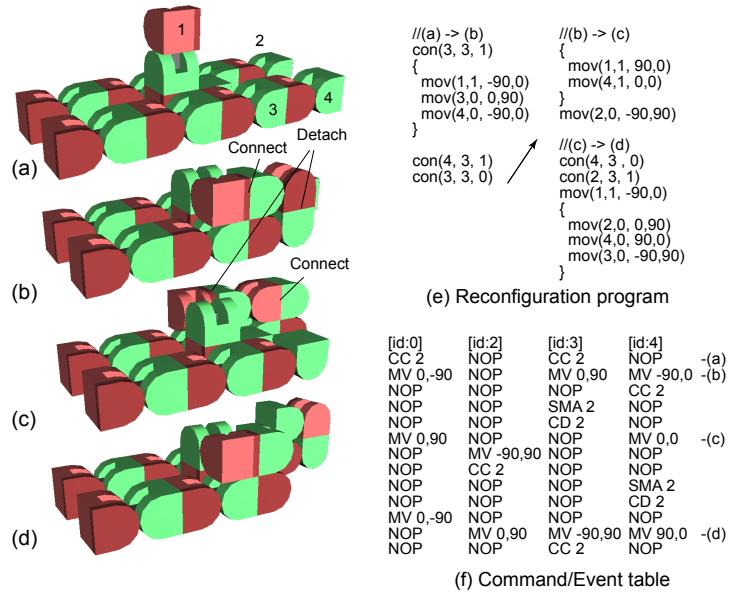 1
2
3
4
Detach
Connect
(a)
(b)
Connect
(c)
(d)
//(a) -> (b)
con(3, 3, 1)
{
mov(1,1, -90,0)
mov(3,0, 0,90)
mov(4,0, -90,0)
}
con(4, 3, 1)
con(3, 3, 0)
//(b) -> (c)
{
mov(1,1, 90,0)
mov(4,1, 0,0)
}
mov(2,0, -90,90)
//(c) -> (d)
con(4, 3 , 0)
con(2, 3, 1)
mov(1,1, -90,0)
{
mov(2,0, 0,90)
mov(4,0, 90,0)
mov(3,0, -90,90)
}
(e) Reconfiguration program
[id:0] [id:2] [id:3] [id:4]
CC 2 NOP CC 2 NOP -(a)
MV 0,-90 NOP MV 0,90 MV -90,0 -(b)
NOP NOP NOP CC 2
NOP NOP SMA 2 NOP
NOP NOP CD 2 NOP
MV 0,90 NOP NOP MV 0,0 -(c)
NOP MV -90,90 NOP NOP
NOP CC 2 NOP NOP
NOP NOP NOP SMA 2
NOP NOP NOP CD 2
MV 0,-90 NOP NOP NOP
NOP MV 0,90 MV -90,90 MV 90,0 -(d)
NOP NOP CC 2 NOP
(f) Command/Event table